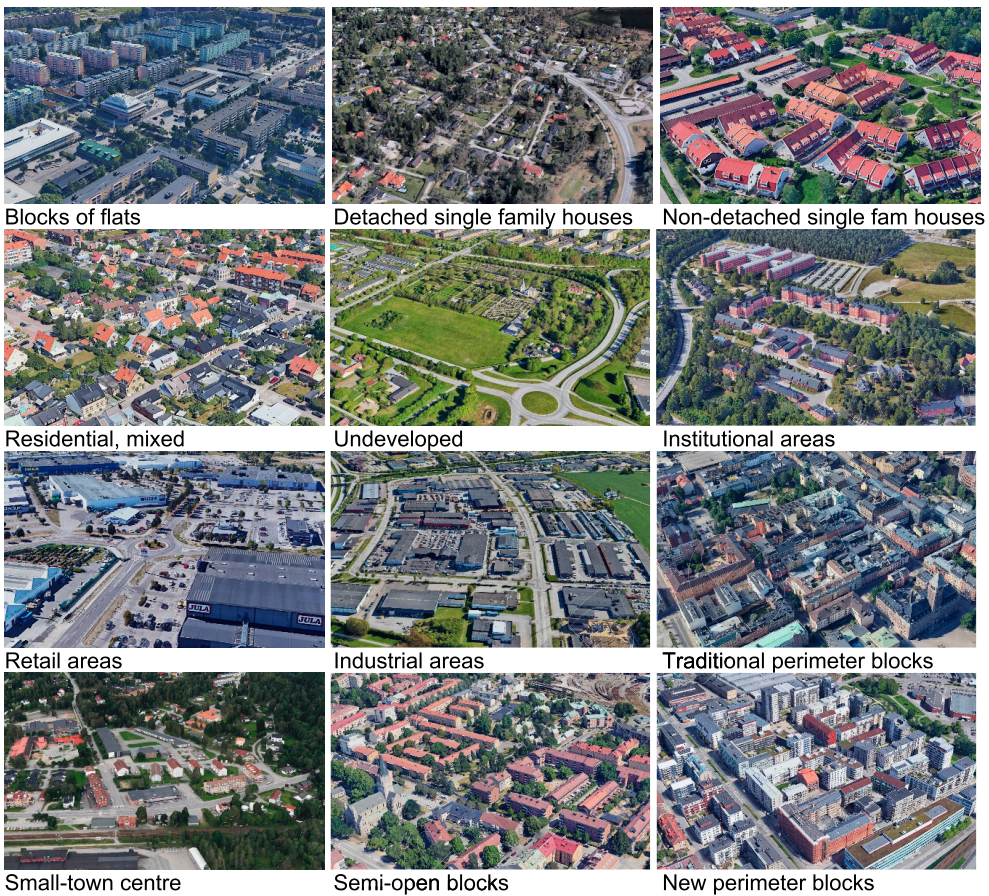 Blocks of flats
Detached single family houses
Non-detached single fam houses
Residential, mixed
Undeveloped
Institutional areas
JULA
JULA
Retail areas
Industrial areas
Traditional perimeter blocks
Small-town centre
Semi-open blocks
New perimeter blocks